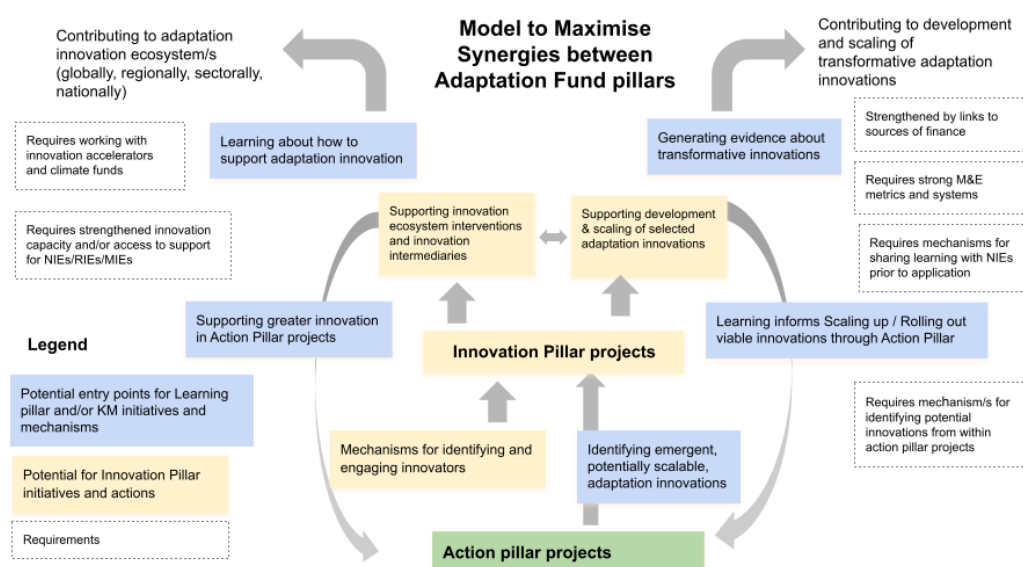 Model to Maximise
Synergies between
Adaptation Fund pillars
Contributing to adaptation
innovation ecosystem/s
(globally, regionally, sectorally,
nationally)
Contributing to development
and scaling of
transformative adaptation
innovations
Requires working with
innovation accelerators
and climate funds
Learning about how to
support adaptation innovation
Generating evidence about
transformative innovations
Strengthened by links to
sources of finance
Requires strong M&E
metrics and systems
Requires strengthened innovation
capacity and/or access to support
for NIEs/RIEs/MIEs
Supporting innovation
ecosystem interventions
and innovation
intermediaries
Supporting development
& scaling of selected
adaptation innovations
Requires mechanisms for
sharing learning with NIEs
prior to application
Supporting greater innovation
in Action Pillar projects
Innovation Pillar projects
Learning informs Scaling up / Rolling out
viable innovations through Action Pillar
Legend
Potential entry points for Learning
pillar and/or KM initiatives and
mechanisms
Potential for Innovation Pillar
initiatives and actions
Requirements
Mechanisms for identifying and
engaging innovators
Identifying emergent,
potentially scalable,
adaptation innovations
Requires mechanism/s for
identifying potential
innovations from within
action pillar projects
Action pillar projects